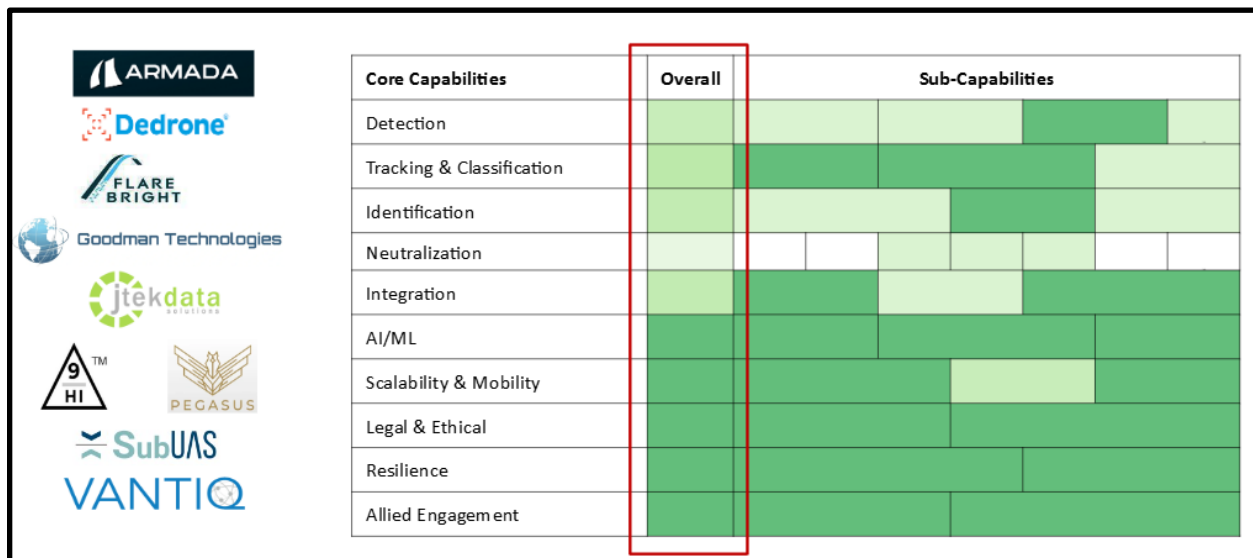 ARMADA
Dedrone®
FLARE
BRIGHT
Goodman Technologies
jtekdata
solutions
9
HI
TM
PEGASUS
SubUAS
VANTIQ
Core Capabilities Overall Sub-Capabilities
Detection
Tracking & Classification
Identification
Neutralization
Integration
AI/ML
Scalability & Mobility
Legal & Ethical
Resilience
Allied Engagement